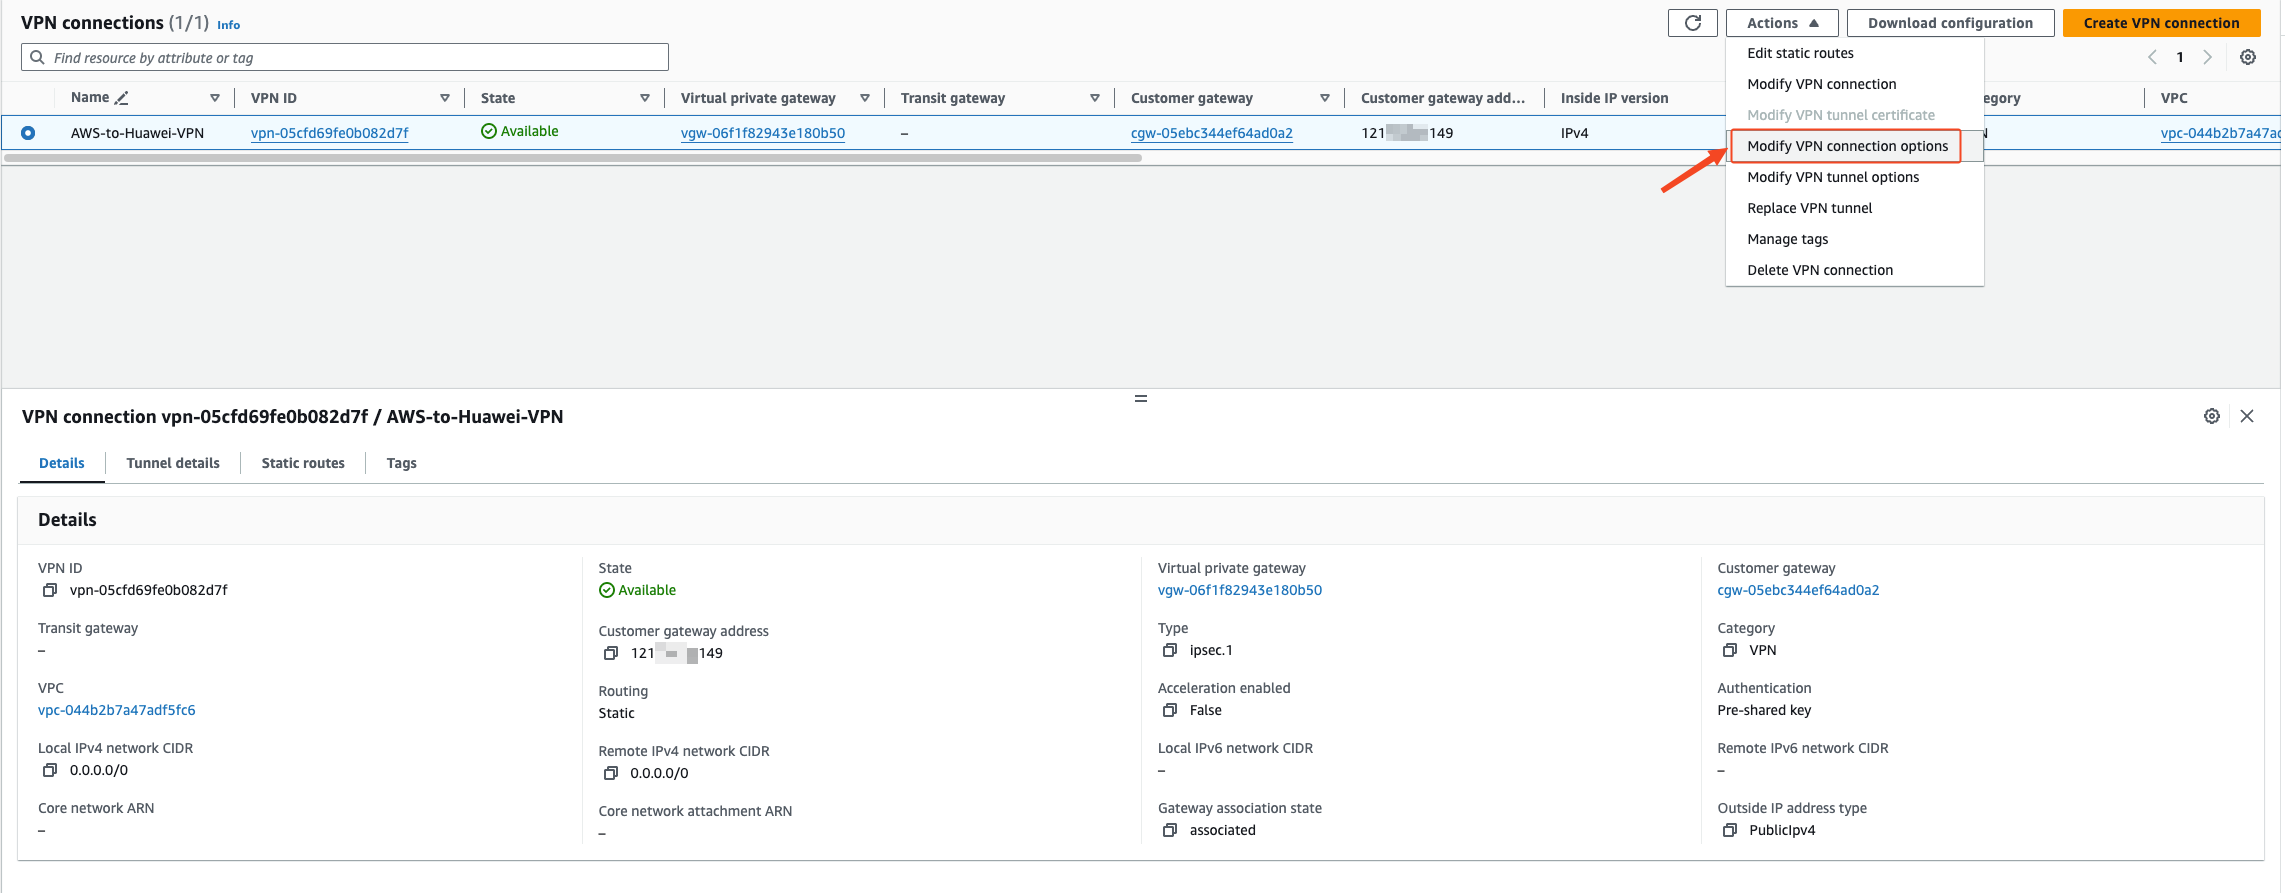 VPN connections (1/1) Info
Actions
Download configuration
Create VPN connection
Find resource by attribute or tag
1
Edit static routes
Modify VPN connection
Modify VPN tunnel certificate
Modify VPN connection options
Modify VPN tunnel options
Replace VPN tunnel
Manage tags
Delete VPN connection
Name VPN ID State Virtual private gateway Transit gateway Customer gateway Customer gateway add... Inside IP version egory VPC
AWS-to-Huawei-VPN vpn-05cfd69fe0b082d7f Available vgw-06f1f82943e180b50 – cgw-05ebc344ef64ad0a2 121 149 IPv4 N vpc-044b2b7a47ad
VPN connection vpn-05cfd69fe0b082d7f / AWS-to-Huawei-VPN
Details Tunnel details Static routes Tags
Details
VPN ID
vpn-05cfd69fe0b082d7f
Transit gateway
–
VPC
vpc-044b2b7a47adf5fc6
Local IPv4 network CIDR
0.0.0.0/0
Core network ARN
–
State
Available
Customer gateway address
121 149
Routing
Static
Remote IPv4 network CIDR
0.0.0.0/0
Core network attachment ARN
–
Virtual private gateway
vgw-06f1f82943e180b50
Type
ipsec.1
Acceleration enabled
False
Local IPv6 network CIDR
–
Gateway association state
associated
Customer gateway
cgw-05ebc344ef64ad0a2
Category
VPN
Authentication
Pre-shared key
Remote IPv6 network CIDR
–
Outside IP address type
PublicIpv4